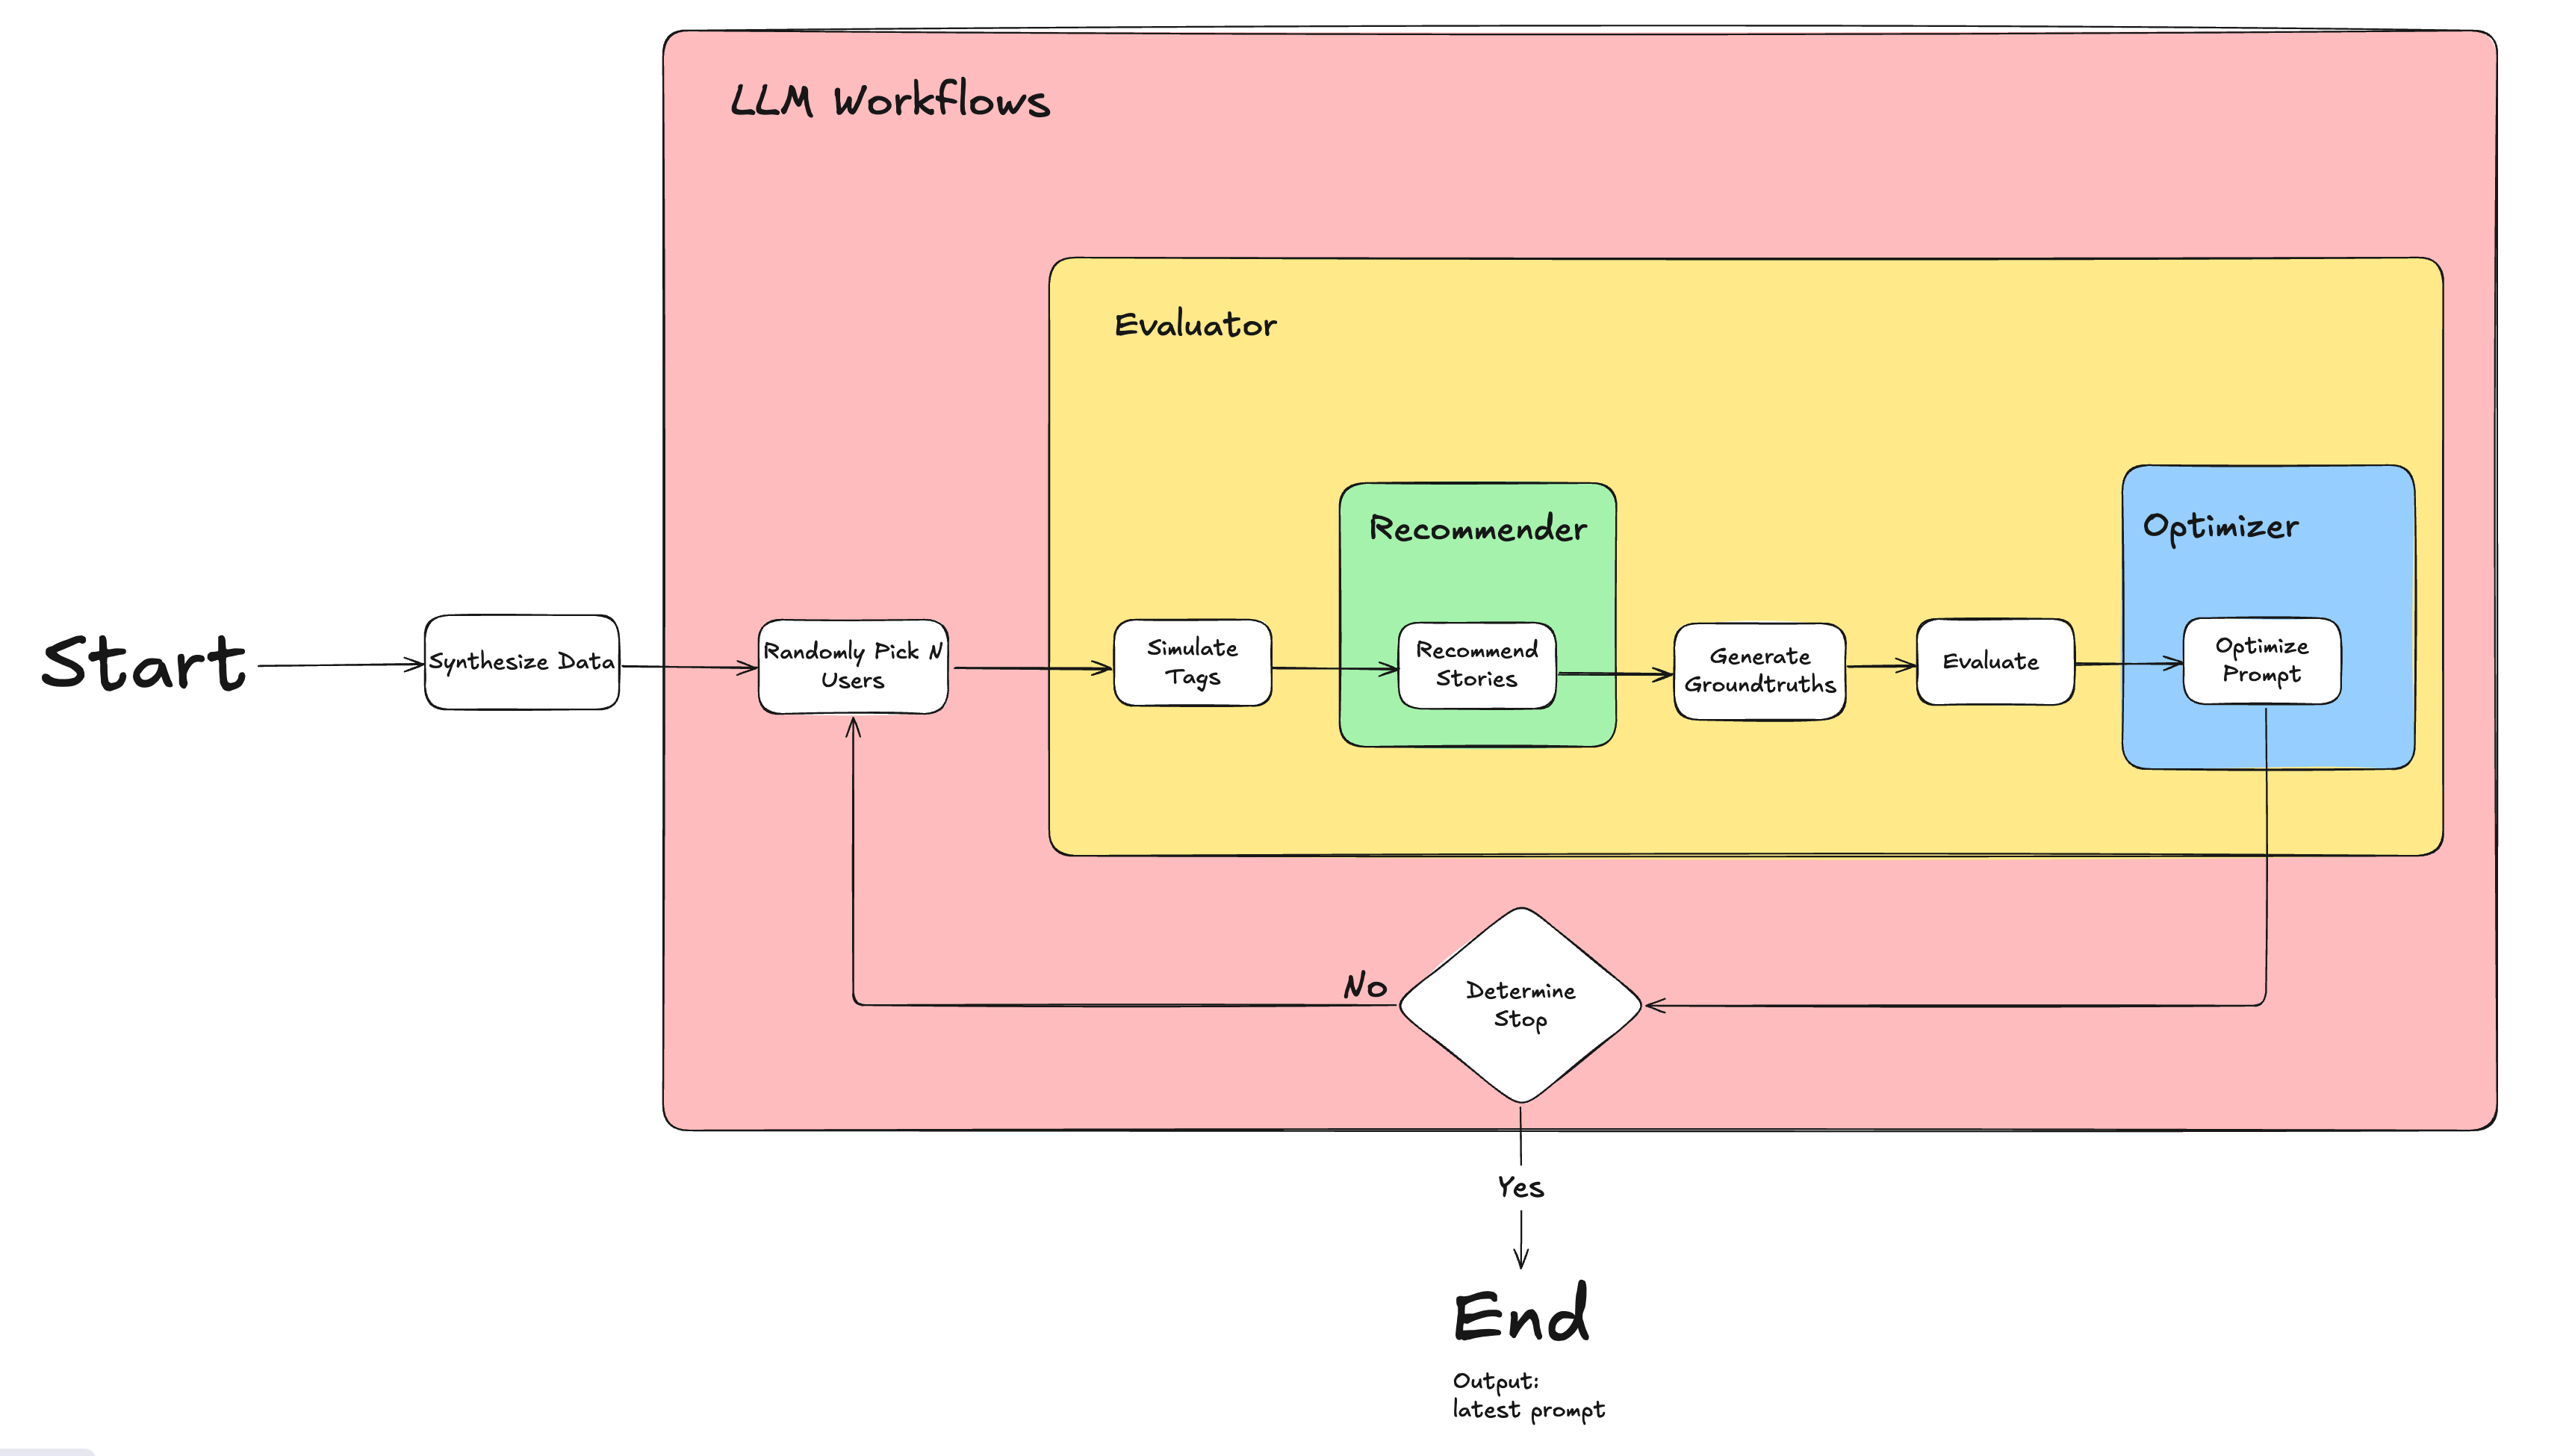 LLM Workflows
Evaluator
Recommender
Optimizer
Start
Synthesize Data
Randomly Pick N
Users
Simulate
Tags
Recommend
Stories
Generate
Groundtruths
Evaluate
Optimize
Prompt
No
Determine
Stop
Yes
End
Output:
latest prompt